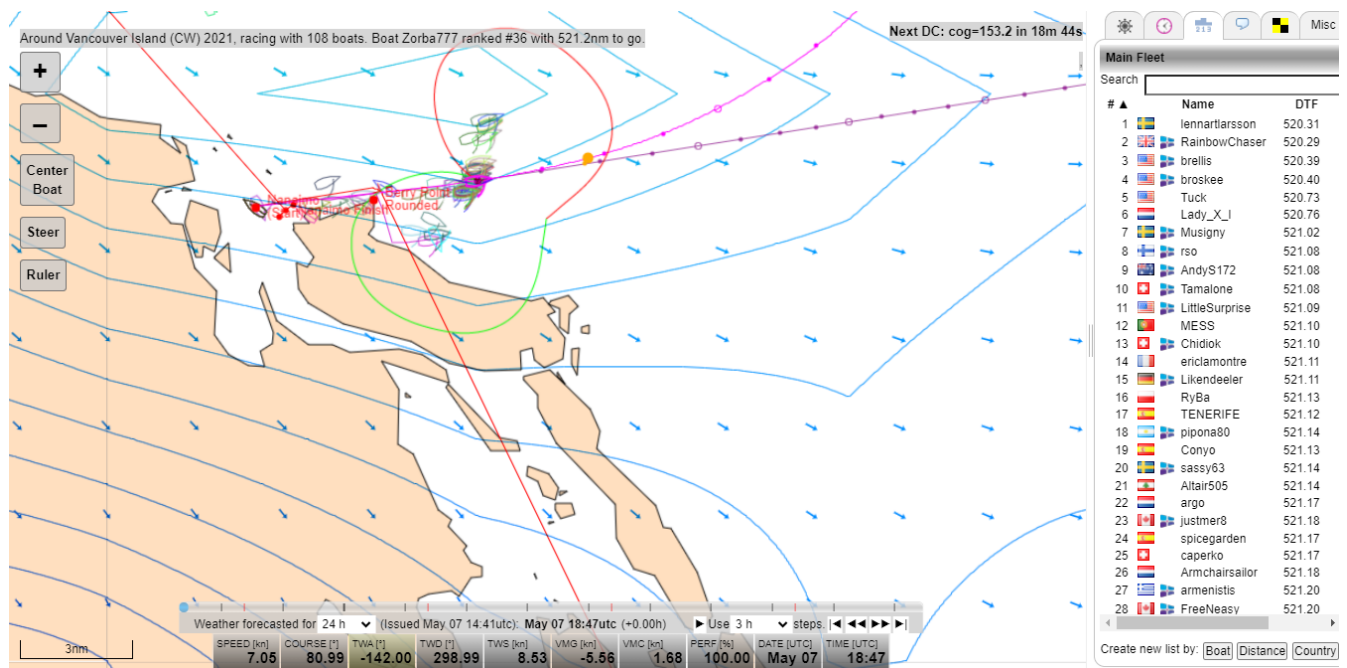 Around Vancouver Island (CW) 2021, racing with 108 boats. Boat Zorba777 ranked #36 with 521.2nm to go.
Next DC: cog=153.2 in 18m 44s
+
−
Center
Boat
Steer
Ruler
Nanaimo
Berry Point
Rounded
Finish
3nm
Weather forecasted for 24 h (Issued May 07 14:41utc): May 07 18:47utc (+0.00h)
Use 3 h steps.
SPEED [kn] COURSE [°] TWA [°] TWD [°] TWS [kn] VMG [kn] VMC [kn] PERF [%] DATE [UTC] TIME [UTC]
7.05 80.99 -142.00 298.99 8.53 -5.56 1.68 100.00 May 07 18:47
213
Misc
Main Fleet
Search
# ▲ Name DTF
1 lennartlarsson 520.31
2 RainbowChaser 520.29
3 brellis 520.39
4 broskee 520.40
5 Tuck 520.73
6 Lady_X_I 520.76
7 Musigny 521.02
8 rso 521.08
9 AndyS172 521.08
10 Tamalone 521.08
11 LittleSurprise 521.09
12 MESS 521.10
13 Chidiok 521.10
14 ericlamontre 521.11
15 Likendeeler 521.11
16 RyBa 521.13
17 TENERIFE 521.12
18 pipona80 521.14
19 Conyo 521.13
20 sassy63 521.14
21 Altair505 521.14
22 argo 521.17
23 justmer8 521.18
24 spicegarden 521.17
25 caperko 521.17
26 Armchairsailor 521.18
27 armenistis 521.20
28 FreeNeasy 521.20
Create new list by: Boat Distance Country